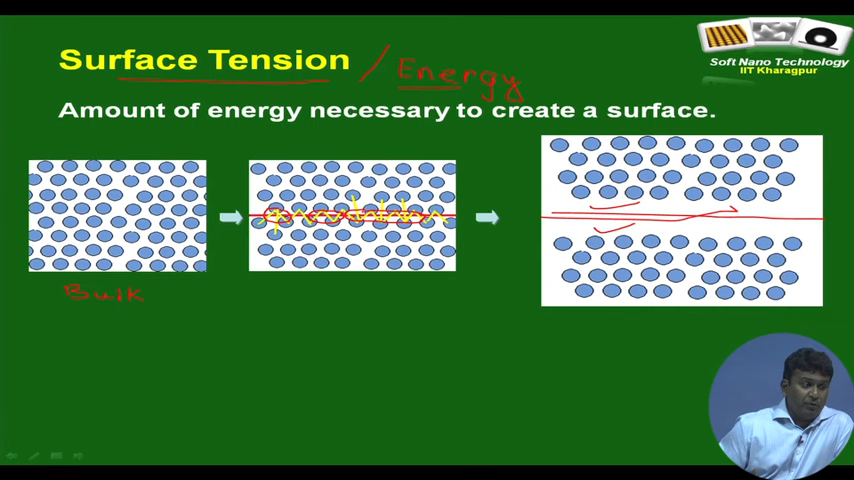 Surface Tension / Energy
Soft Nano Technology
IIT Kharagpur
Amount of energy necessary to create a surface.
Bulk